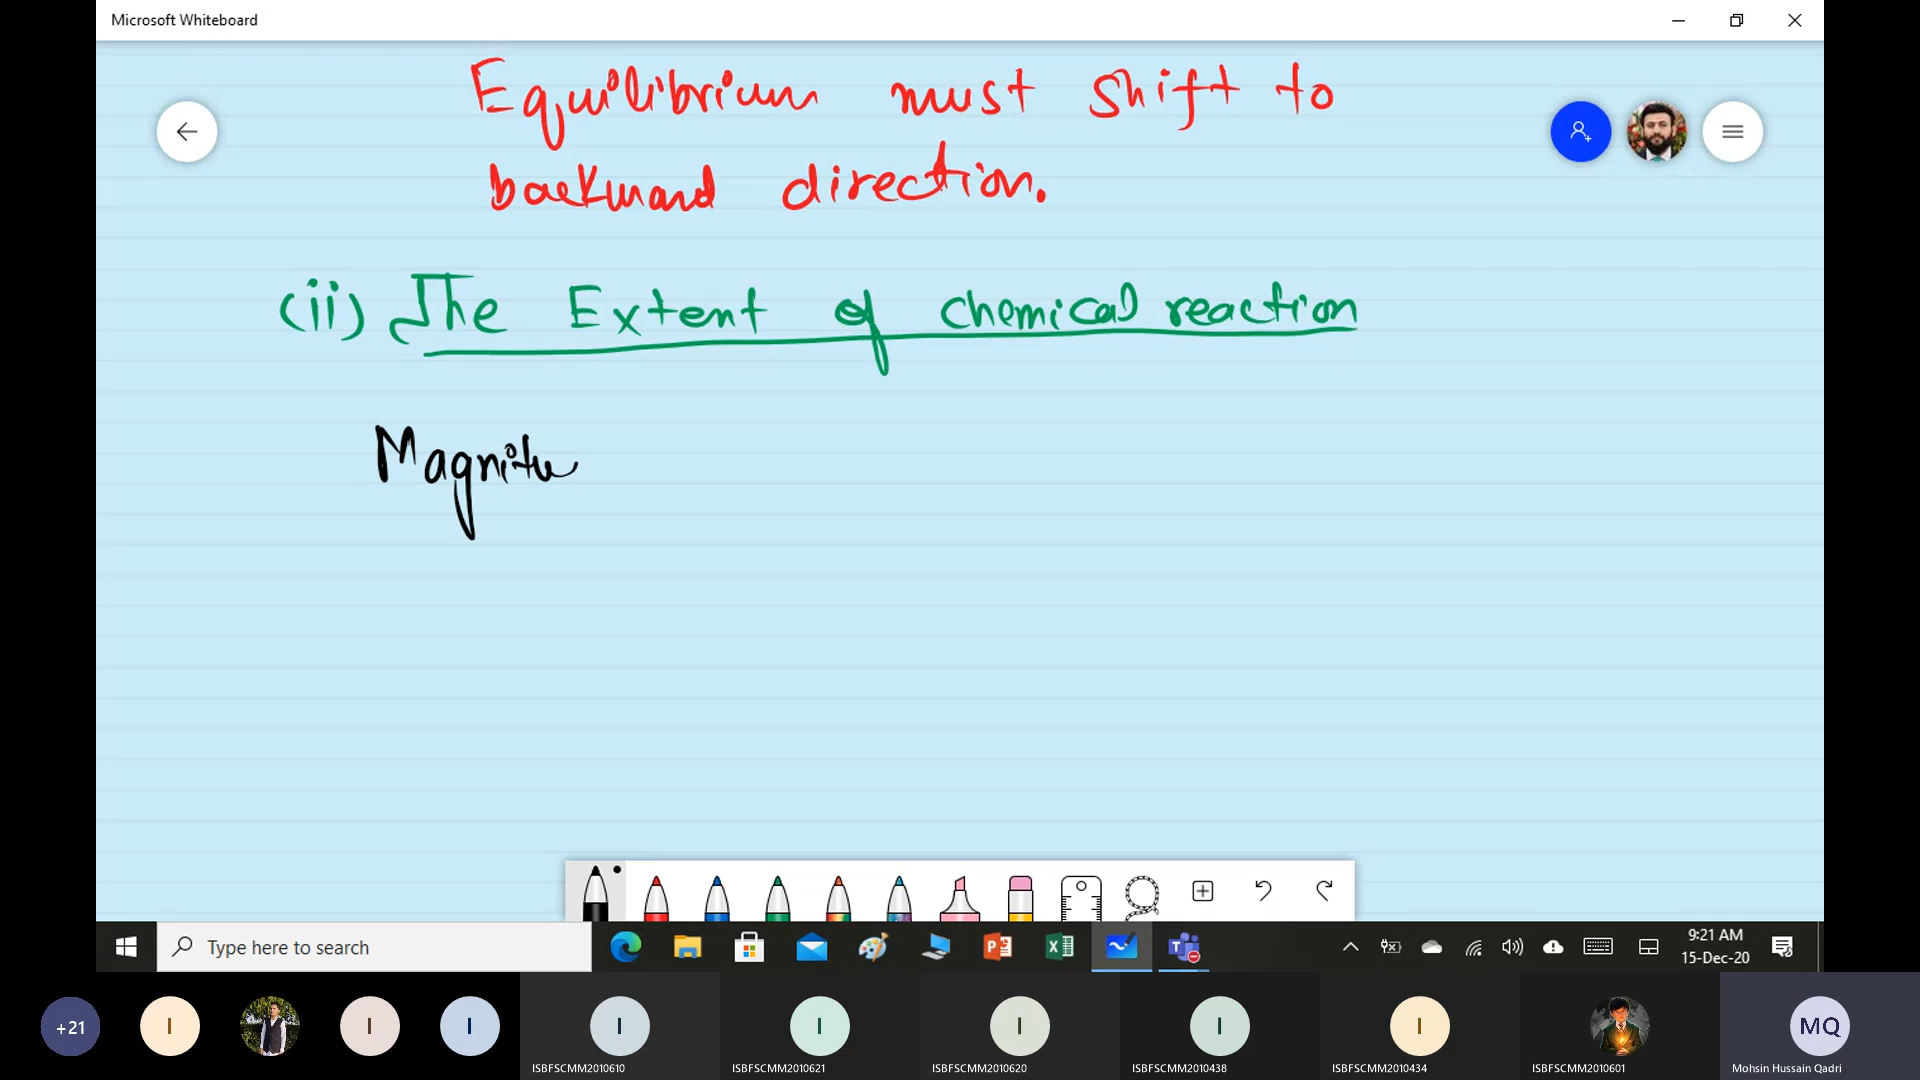 Microsoft Whiteboard
Equilibrium must shift to
backward direction.
(ii) The Extent of chemical reaction
Magnitu
Type here to search
9:21 AM
15-Dec-20
+21
I
I
I
I
I
I
I
I
MQ
ISBFSCMM2010610
ISBFSCMM2010621
ISBFSCMM2010620
ISBFSCMM2010438
ISBFSCMM2010434
ISBFSCMM2010601
Mohsin Hussain Qadri